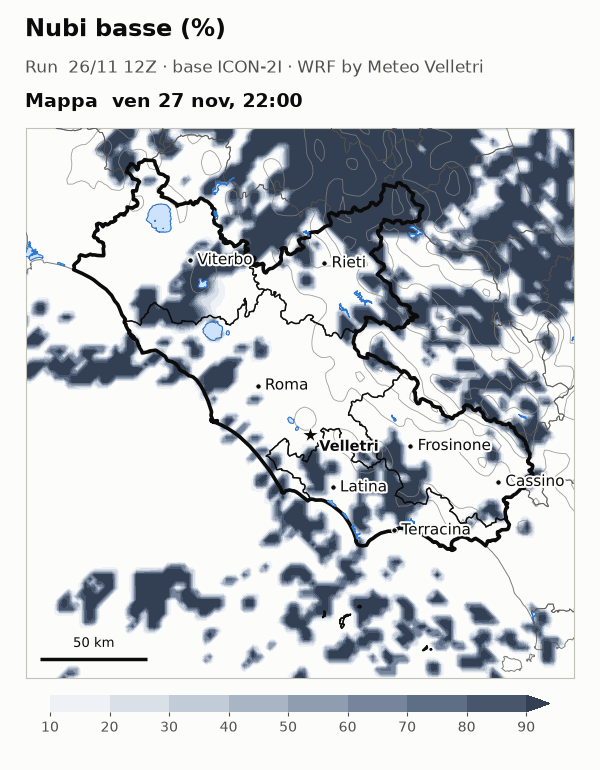 Nubi basse (%)
Run 26/11 12Z · base ICON-2I · WRF by Meteo Velletri
Mappa ven 27 nov, 22:00
Viterbo
Rieti
Roma
Velletri
Frosinone
Latina
Cassino
Terracina
50 km
10 20 30 40 50 60 70 80 90